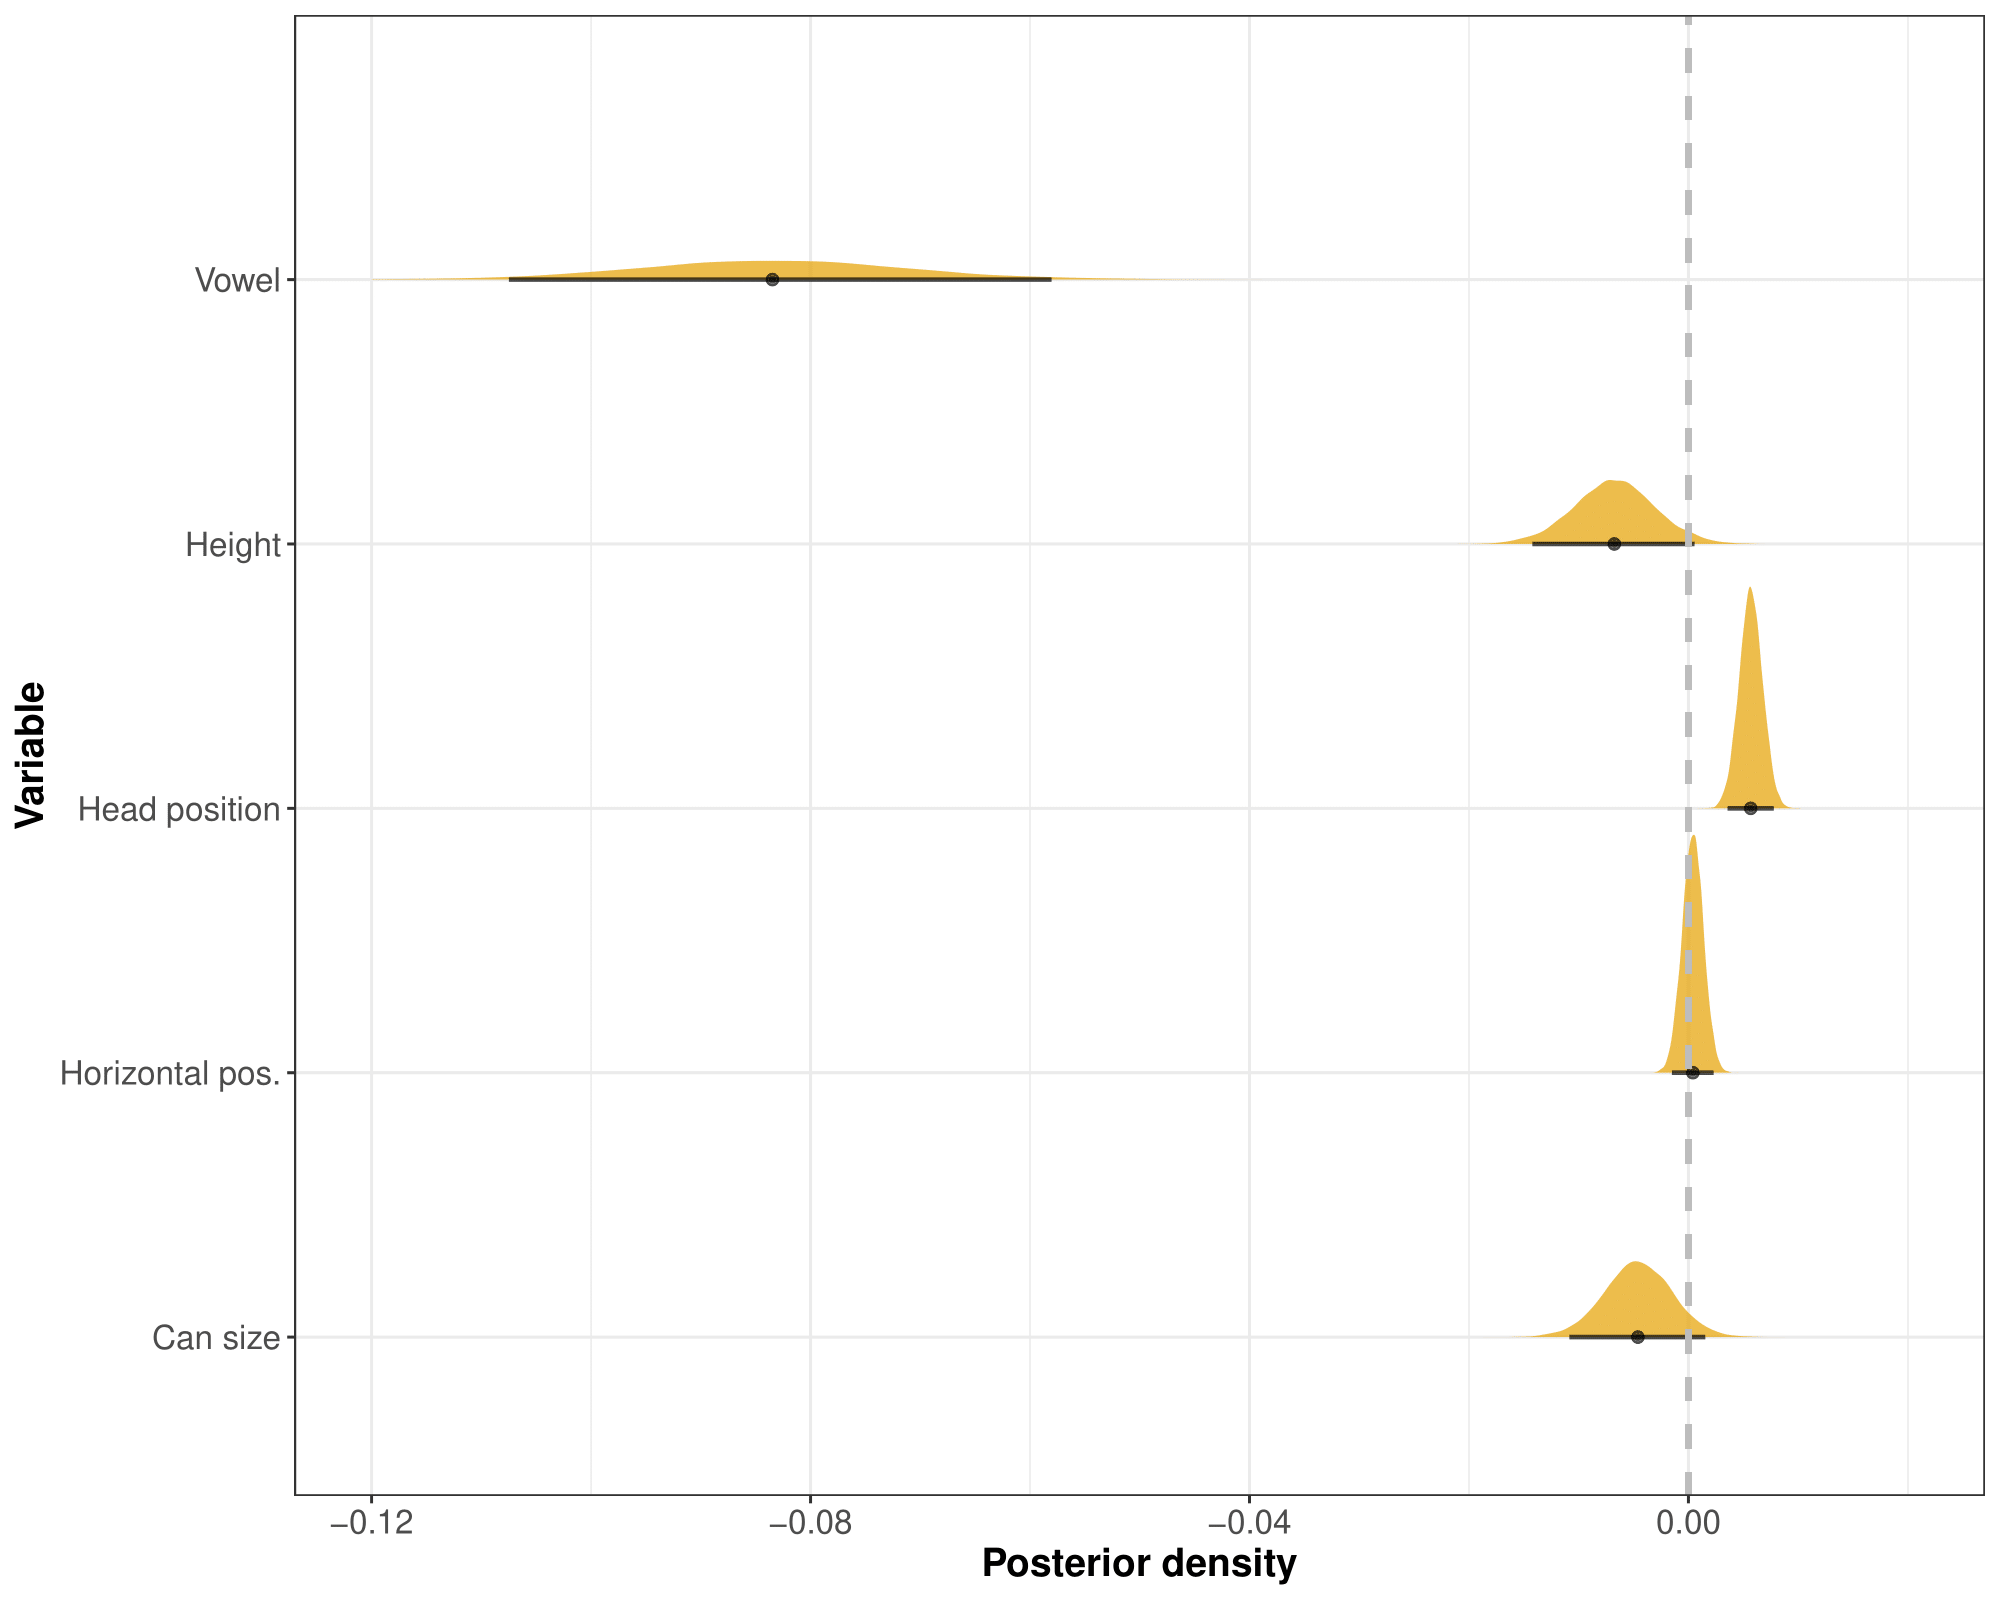 Vowel
Height
Head position
Horizontal pos.
Can size
Variable
−0.12
−0.08
−0.04
0.00
Posterior density